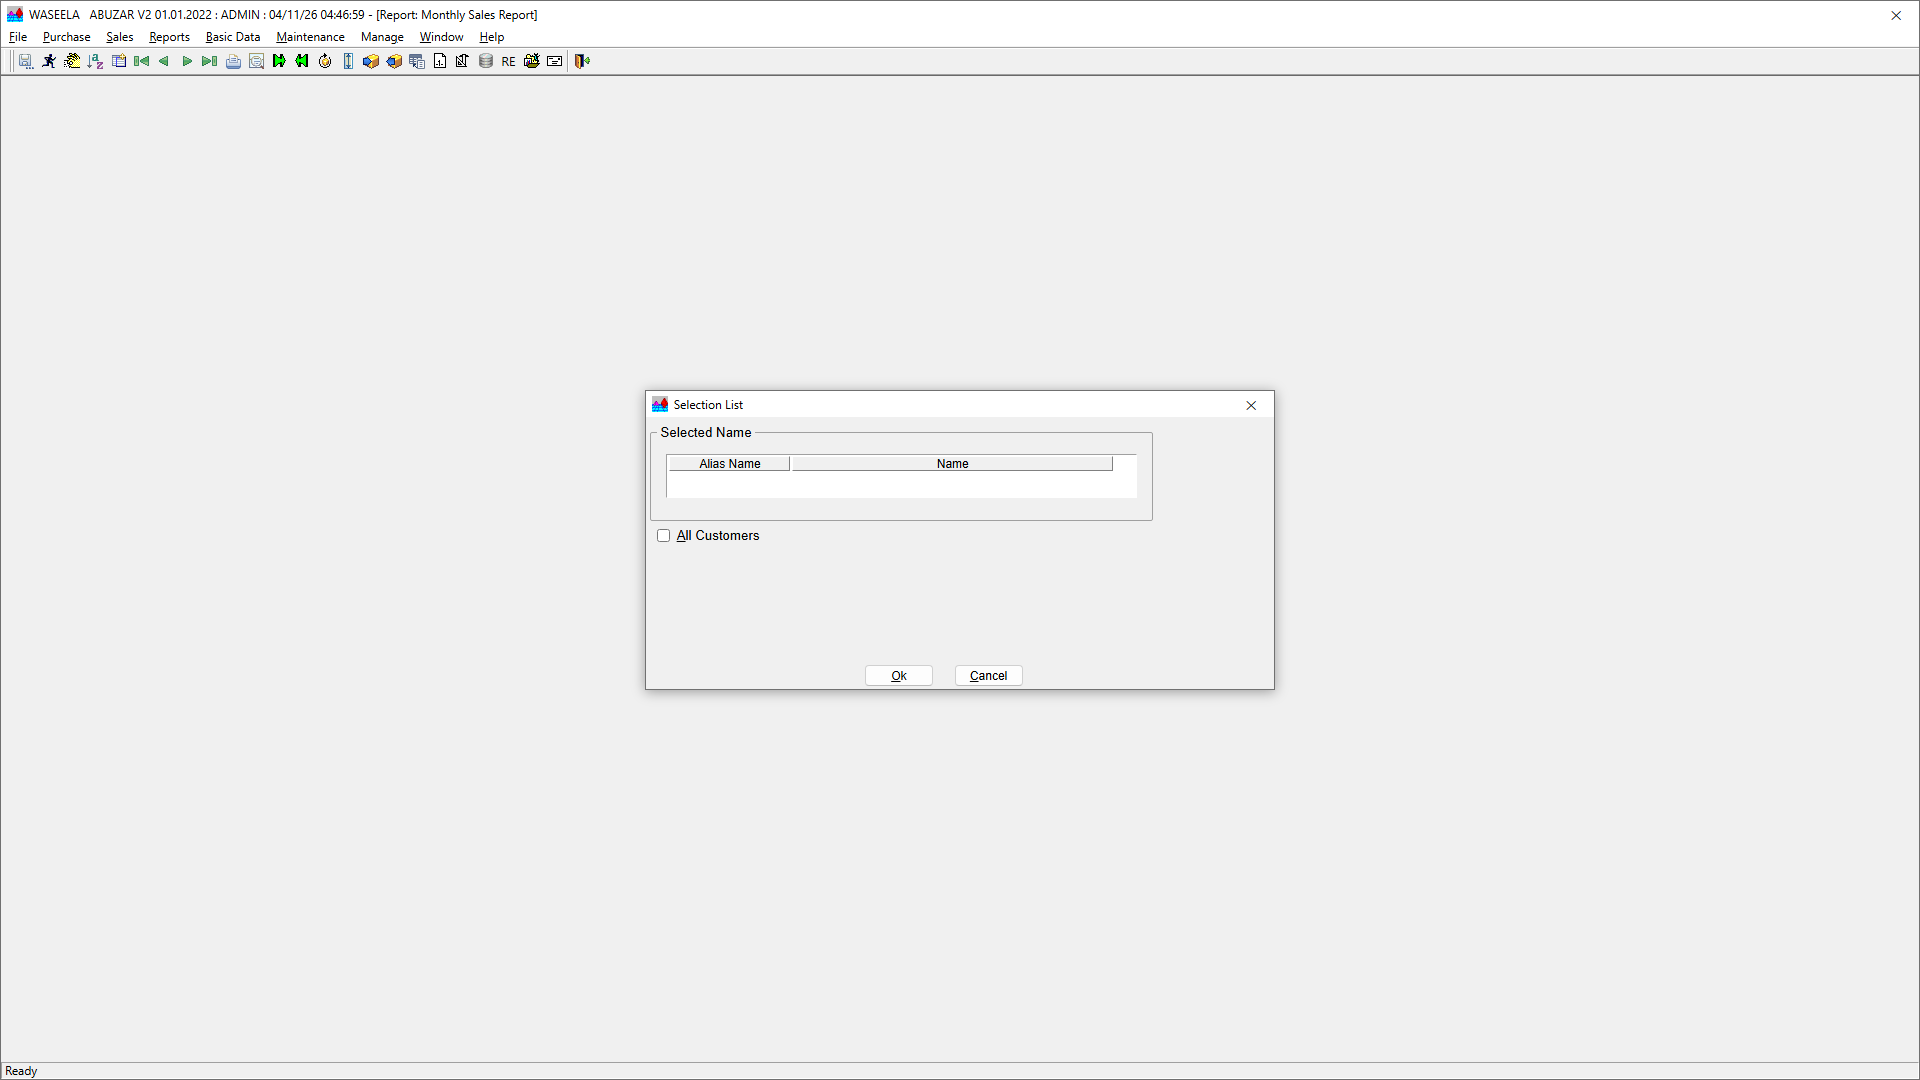 WASEELA ABUZAR V2 01.01.2022 : ADMIN : 04/11/26 04:46:59 - [Report: Monthly Sales Report]
File Purchase Sales Reports Basic Data Maintenance Manage Window Help
RE
Selection List
Selected Name
Alias Name Name
All Customers
Ok Cancel
Ready